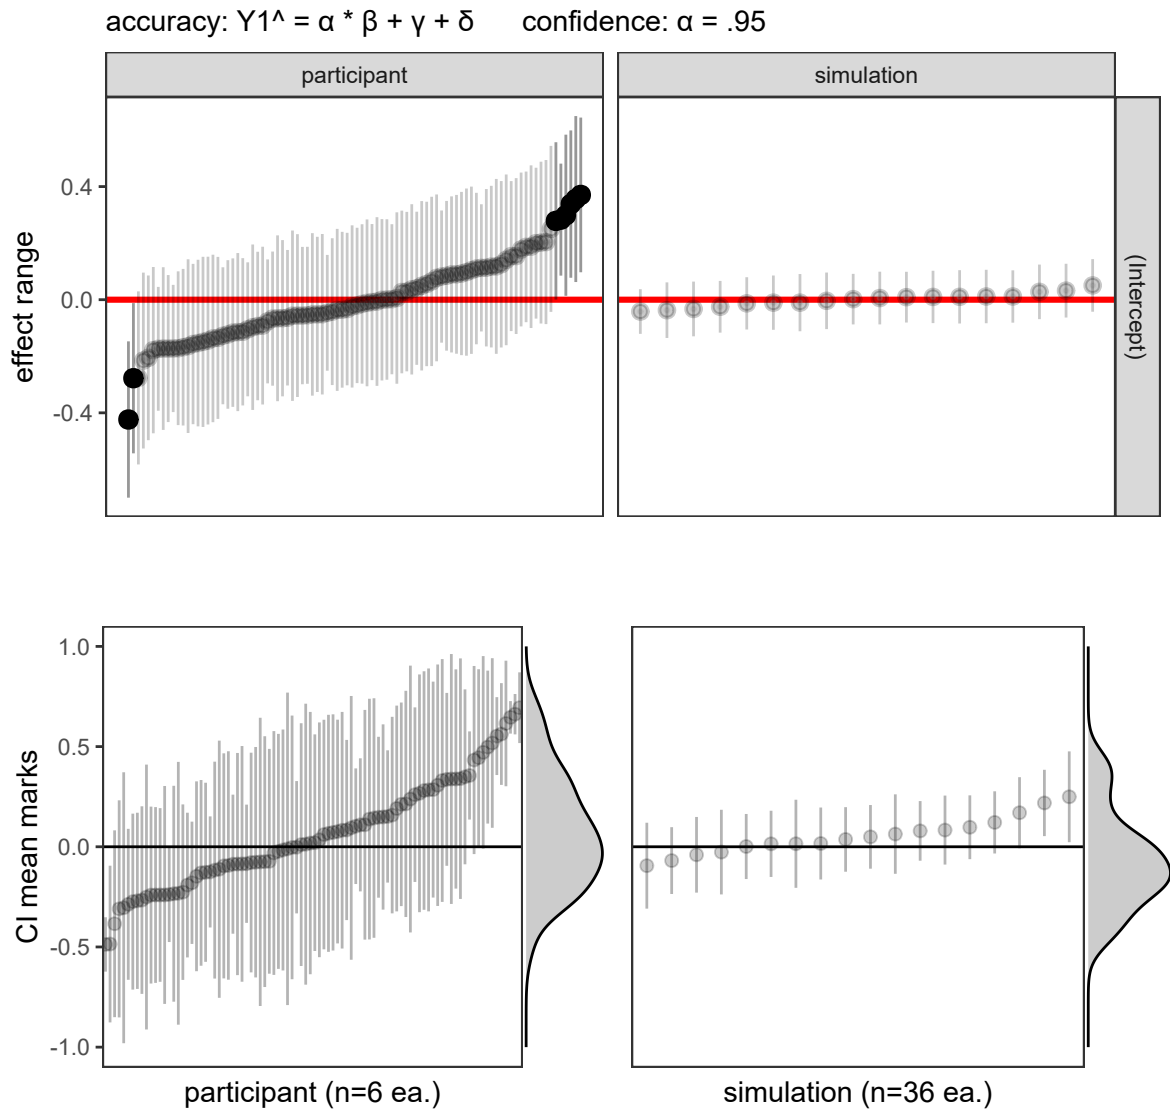 accuracy: Y1^ = α * β + γ + δ confidence: α = .95
participant simulation
effect range
0.4
0.0
-0.4
(Intercept)
CI mean marks
1.0
0.5
0.0
-0.5
-1.0
participant (n=6 ea.) simulation (n=36 ea.)